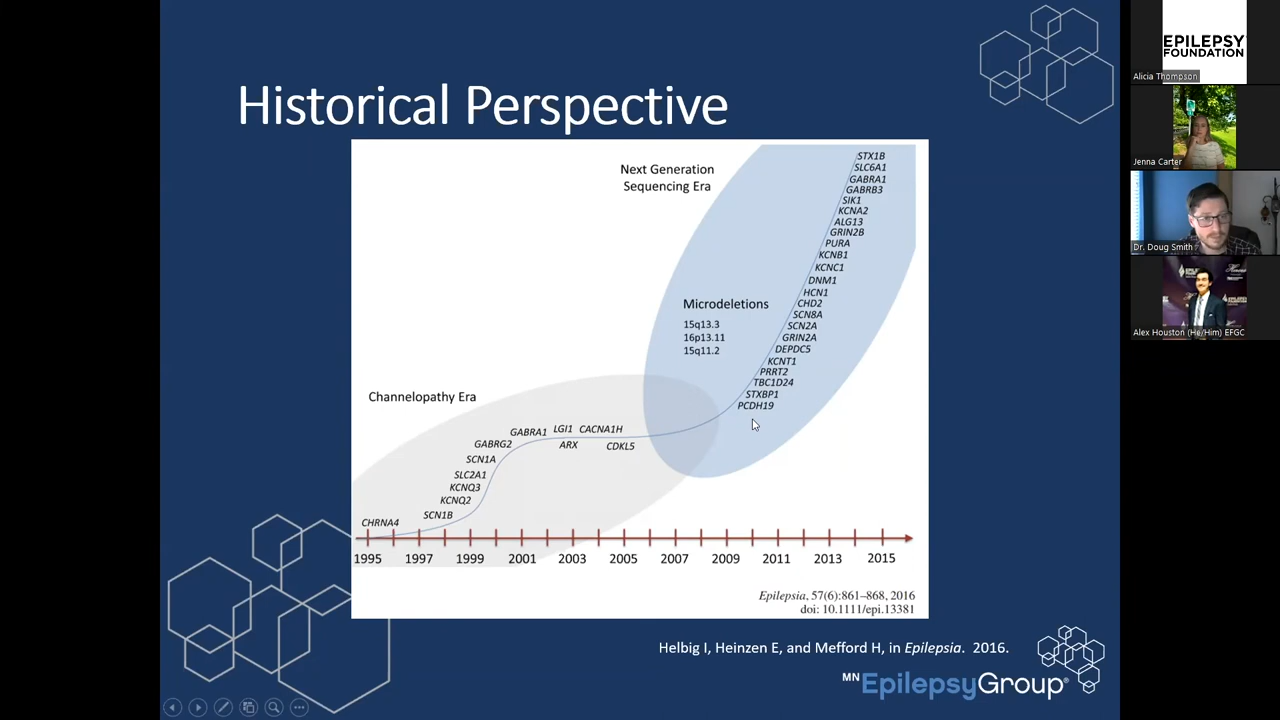 Historical Perspective
Next Generation
Sequencing Era
STX1B
SLC6A1
GABRA1
GABRB3
SIK1
KCNA2
ALG13
GRIN2B
PURA
KCNB1
KCNC1
DNM1
HCN1
CHD2
SCN8A
SCN2A
GRIN2A
DEPDC5
KCNT1
PRRT2
TBC1D24
STXBP1
PCDH19
Microdeletions
15q13.3
16p13.11
15q11.2
Channelopathy Era
GABRA1 LGI1 CACNA1H
GABRG2 ARX CDKL5
SCN1A
SLC2A1
KCNQ3
KCNQ2
SCN1B
CHRNA4
1995 1997 1999 2001 2003 2005 2007 2009 2011 2013 2015
Epilepsia, 57(6):861–868, 2016
doi: 10.1111/epi.13381
Helbig I, Heinzen E, and Mefford H, in Epilepsia. 2016.
MN EpilepsyGroup®
EPILEPSY
FOUNDATION
Alicia Thompson
Jenna Carter
Dr. Doug Smith
Alex Houston (He/Him) EFGC